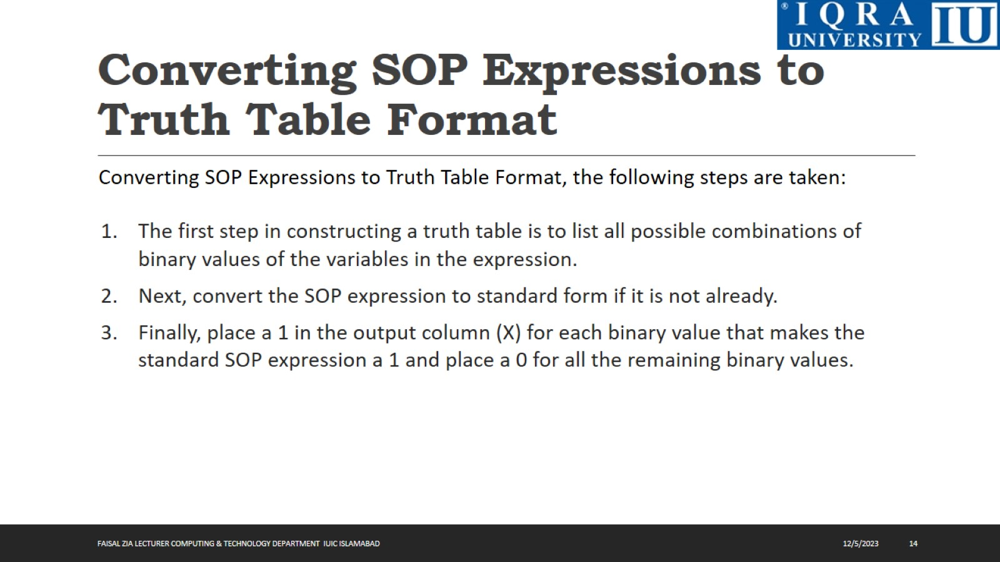 ® IQRA
UNIVERSITY IU
Converting SOP Expressions to
Truth Table Format
Converting SOP Expressions to Truth Table Format, the following steps are taken:
1. The first step in constructing a truth table is to list all possible combinations of
binary values of the variables in the expression.
2. Next, convert the SOP expression to standard form if it is not already.
3. Finally, place a 1 in the output column (X) for each binary value that makes the
standard SOP expression a 1 and place a 0 for all the remaining binary values.
FAISAL ZIA LECTURER COMPUTING & TECHNOLOGY DEPARTMENT IUIC ISLAMABAD 12/5/2023 14